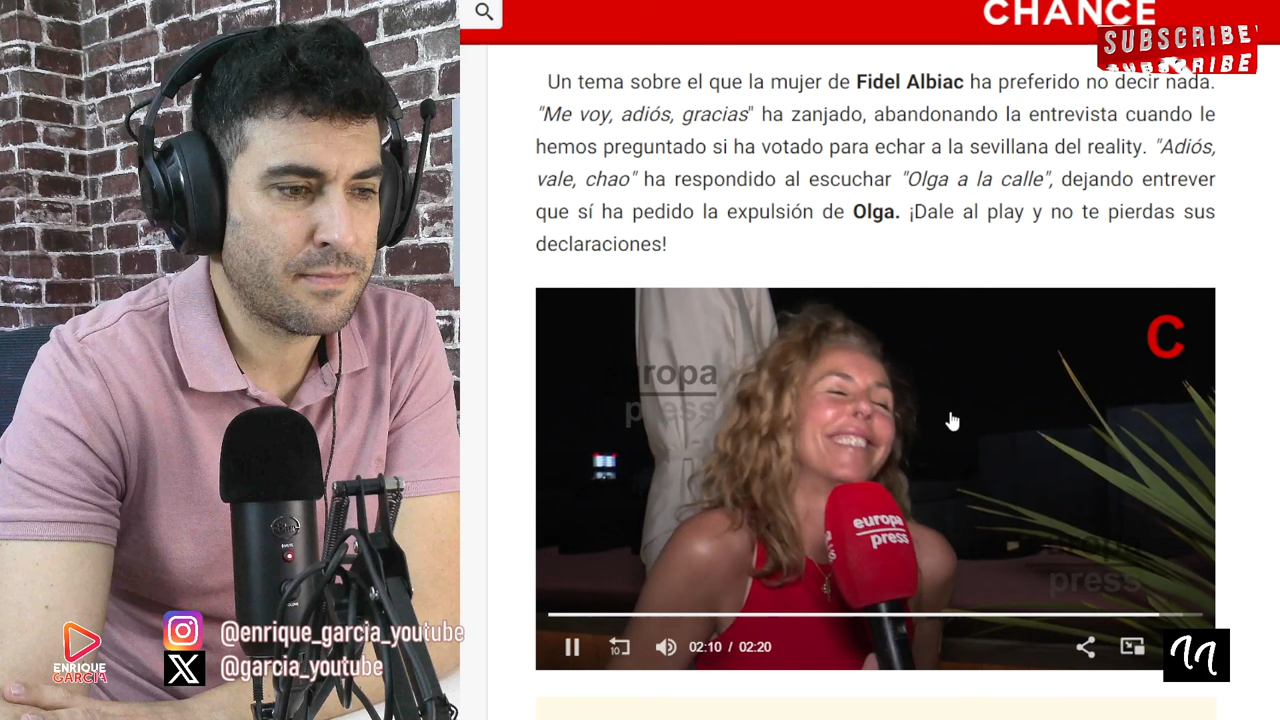 CHANCE
SUBSCRIBE
SUBSCRIBE
Un tema sobre el que la mujer de Fidel Albiac ha preferido no decir nada.
"Me voy, adiós, gracias" ha zanjado, abandonando la entrevista cuando le
hemos preguntado si ha votado para echar a la sevillana del reality. "Adiós,
vale, chao" ha respondido al escuchar "Olga a la calle", dejando entrever
que sí ha pedido la expulsión de Olga. ¡Dale al play y no te pierdas sus
declaraciones!
C
europa
press
europa
press
europa
press
10
02:10 / 02:20
ENRIQUE
GARCIA
@enrique_garcia_youtube
@garcia_youtube